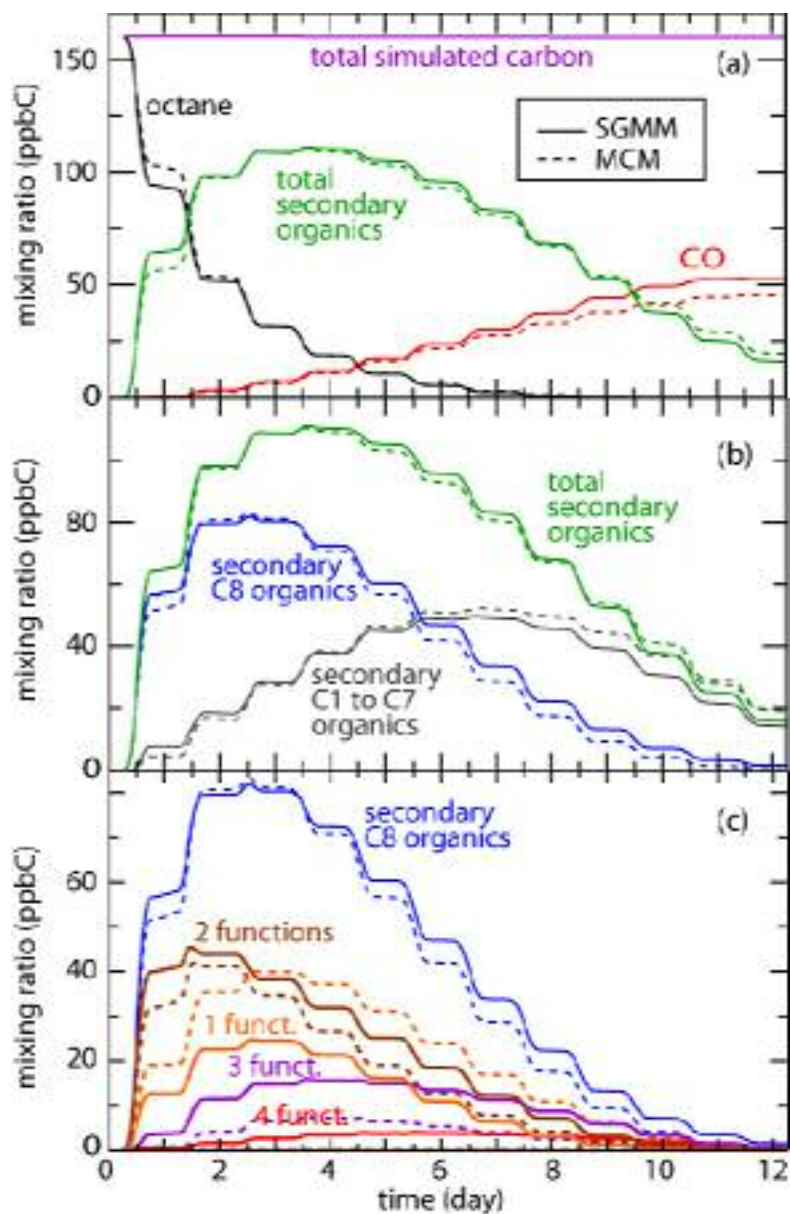 150
100
50
0
mixing ratio (ppbC)
total simulated carbon
(a)
octane
SGMM
MCM
total
secondary
organics
CO
80
40
0
mixing ratio (ppbC)
(b)
total
secondary
organics
secondary
C8 organics
secondary
C1 to C7
organics
60
40
20
0
mixing ratio (ppbC)
(c)
secondary
C8 organics
2 functions
1 funct.
3 funct.
4 funct.
0 2 4 6 8 10 12
time (day)